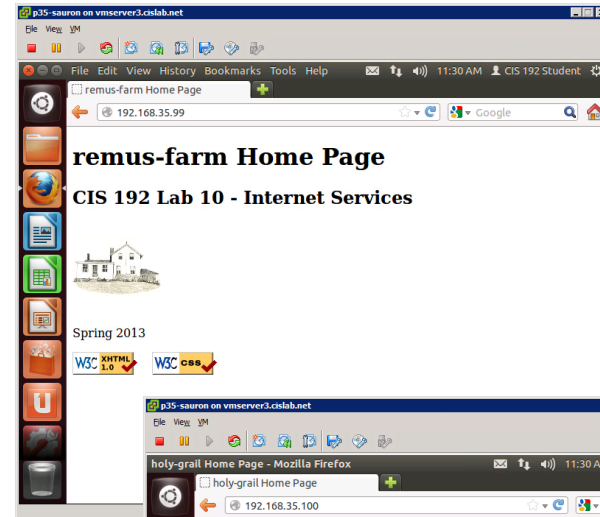 p35-sauron on vmserver3.cislab.net
File View VM
File Edit View History Bookmarks Tools Help 11:30 AM CIS 192 Student
remus-farm Home Page
192.168.35.99 Google
remus-farm Home Page
CIS 192 Lab 10 - Internet Services
Spring 2013
W3C XHTML 1.0 W3C css
p35-sauron on vmserver3.cislab.net
File View VM
holy-grail Home Page - Mozilla Firefox 11:30 A
holy-grail Home Page
192.168.35.100